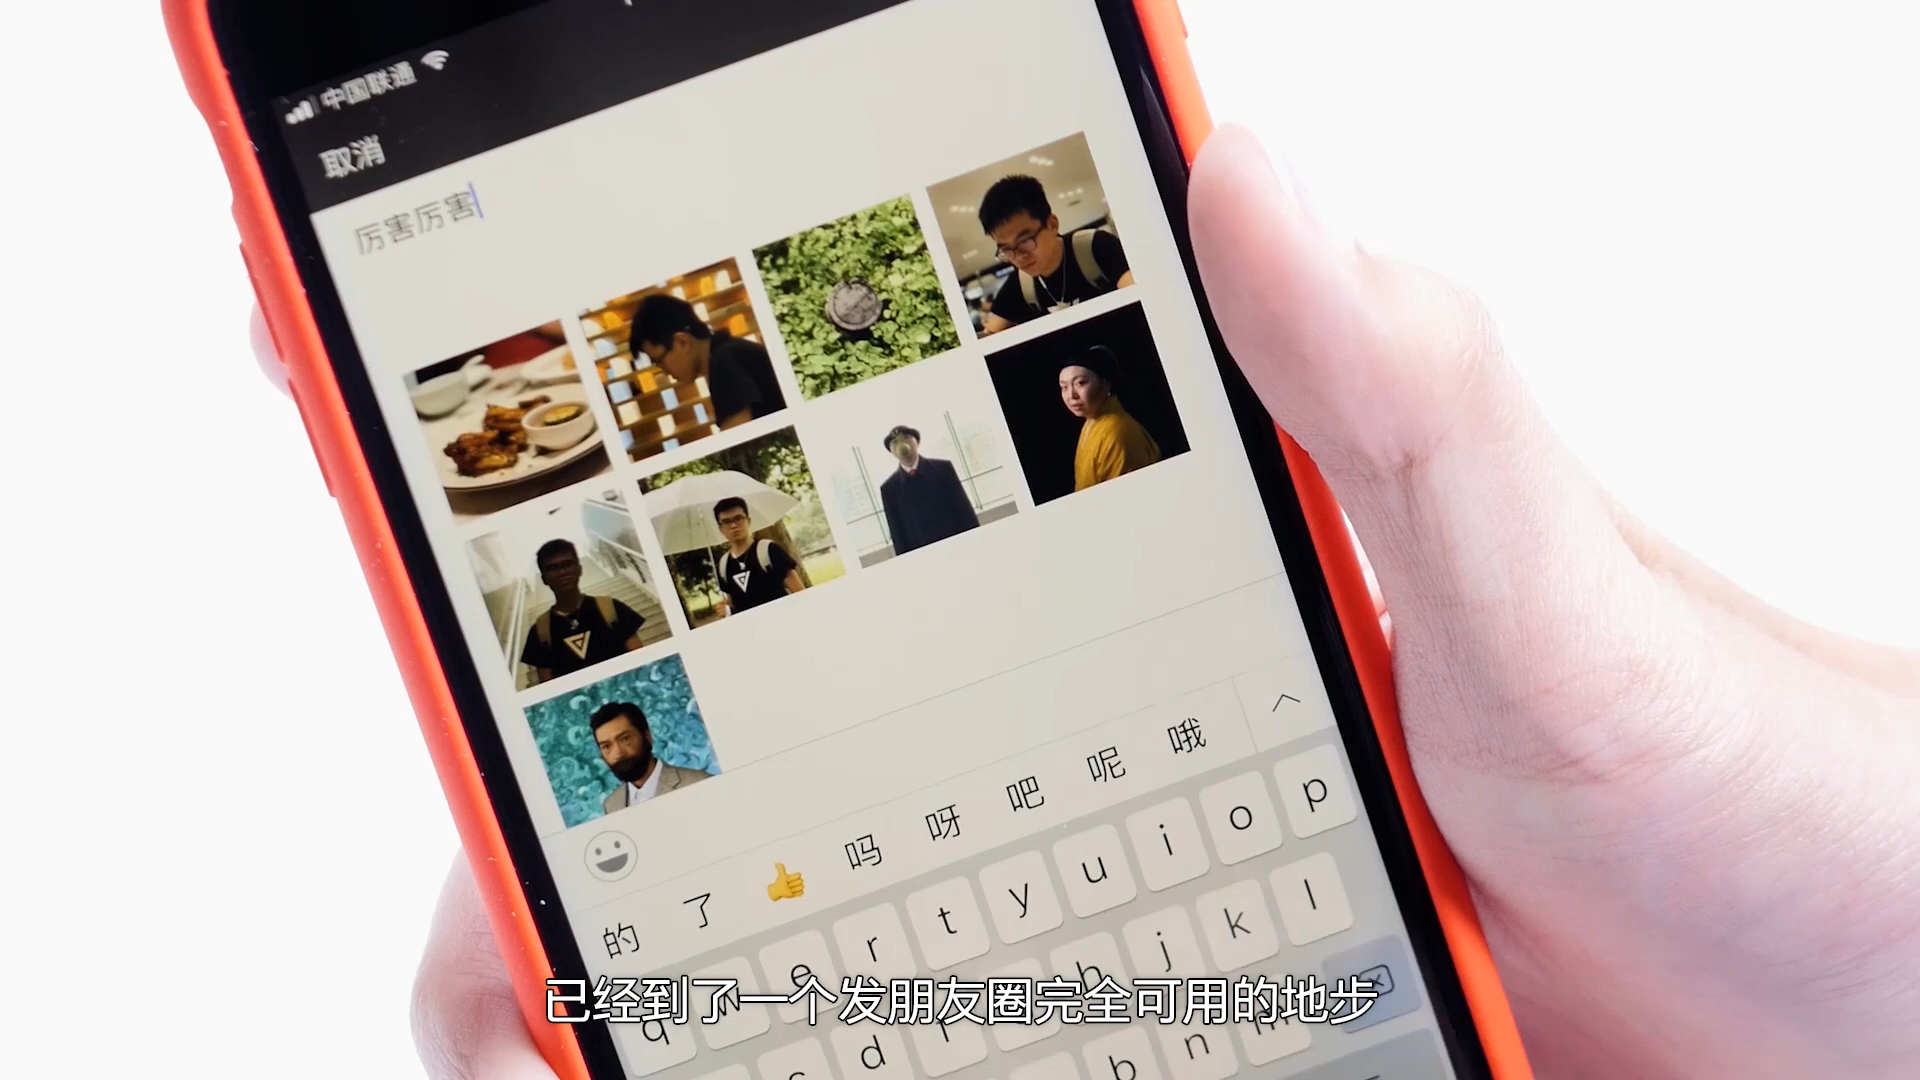 中国联通
取消
厉害厉害
的 了 👍 吗 呀 吧 呢 哦
q w e r t y u i o p
d f h j k l
b n m
已经到了一个发朋友圈完全可用的地步